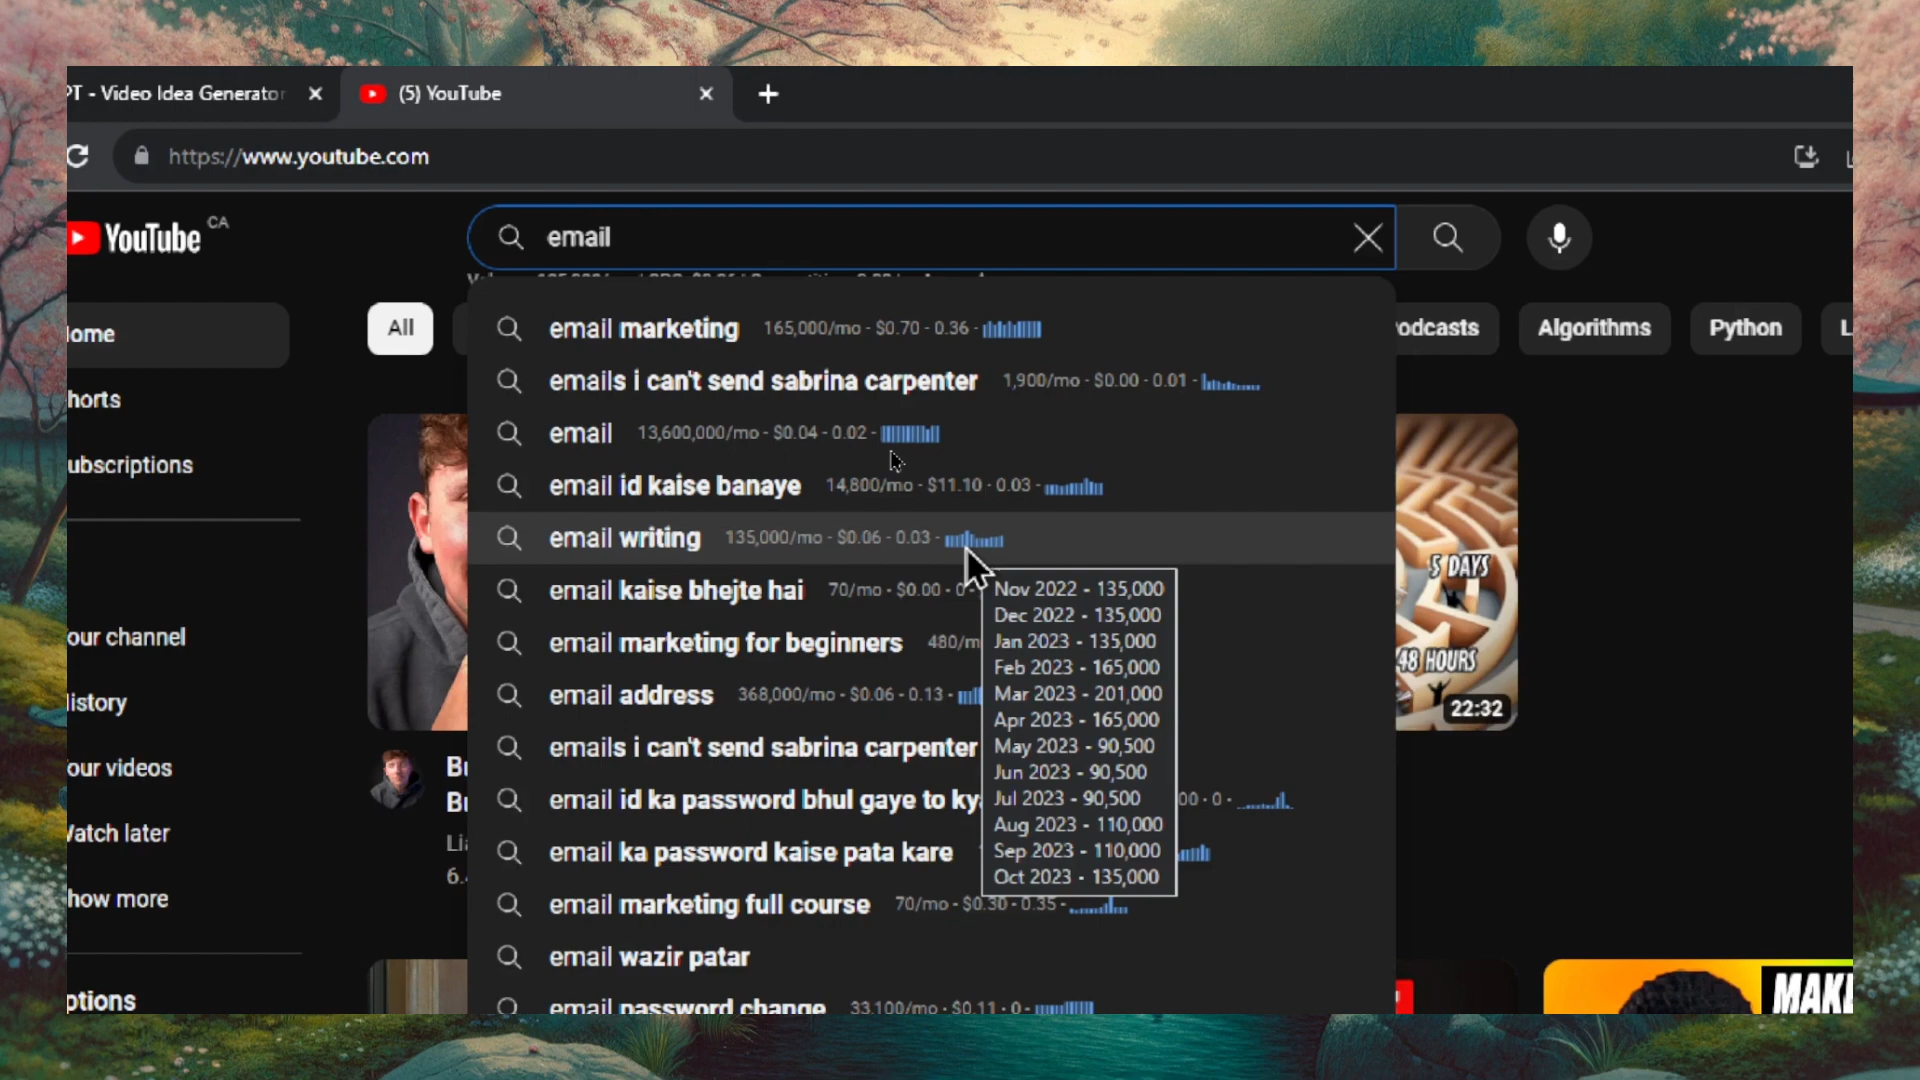 PT - Video Idea Generator
(5) YouTube
https://www.youtube.com
YouTube CA
email
All
odcasts
Algorithms
Python
L
ome
horts
ubscriptions
our channel
istory
our videos
Watch later
how more
ptions
email marketing 165,000/mo - $0.70 - 0.36 -
emails i can't send sabrina carpenter 1,900/mo - $0.00 - 0.01 -
email 13,600,000/mo - $0.04 - 0.02 -
email id kaise banaye 14,800/mo - $11.10 - 0.03 -
email writing 135,000/mo - $0.06 - 0.03 -
email kaise bhejte hai 70/mo - $0.00 - 0 -
email marketing for beginners 480/m
email address 368,000/mo - $0.06 - 0.13 -
emails i can't send sabrina carpenter
email id ka password bhul gaye to ky 00 - 0 -
email ka password kaise pata kare
email marketing full course 70/mo - $0.30 - 0.35 -
email wazir patar
email password change 33,100/mo - $0.11 - 0 -
Nov 2022 - 135,000
Dec 2022 - 135,000
Jan 2023 - 135,000
Feb 2023 - 165,000
Mar 2023 - 201,000
Apr 2023 - 165,000
May 2023 - 90,500
Jun 2023 - 90,500
Jul 2023 - 90,500
Aug 2023 - 110,000
Sep 2023 - 110,000
Oct 2023 - 135,000
5 DAYS
48 HOURS
22:32
B
B
Li
6.
MAKE